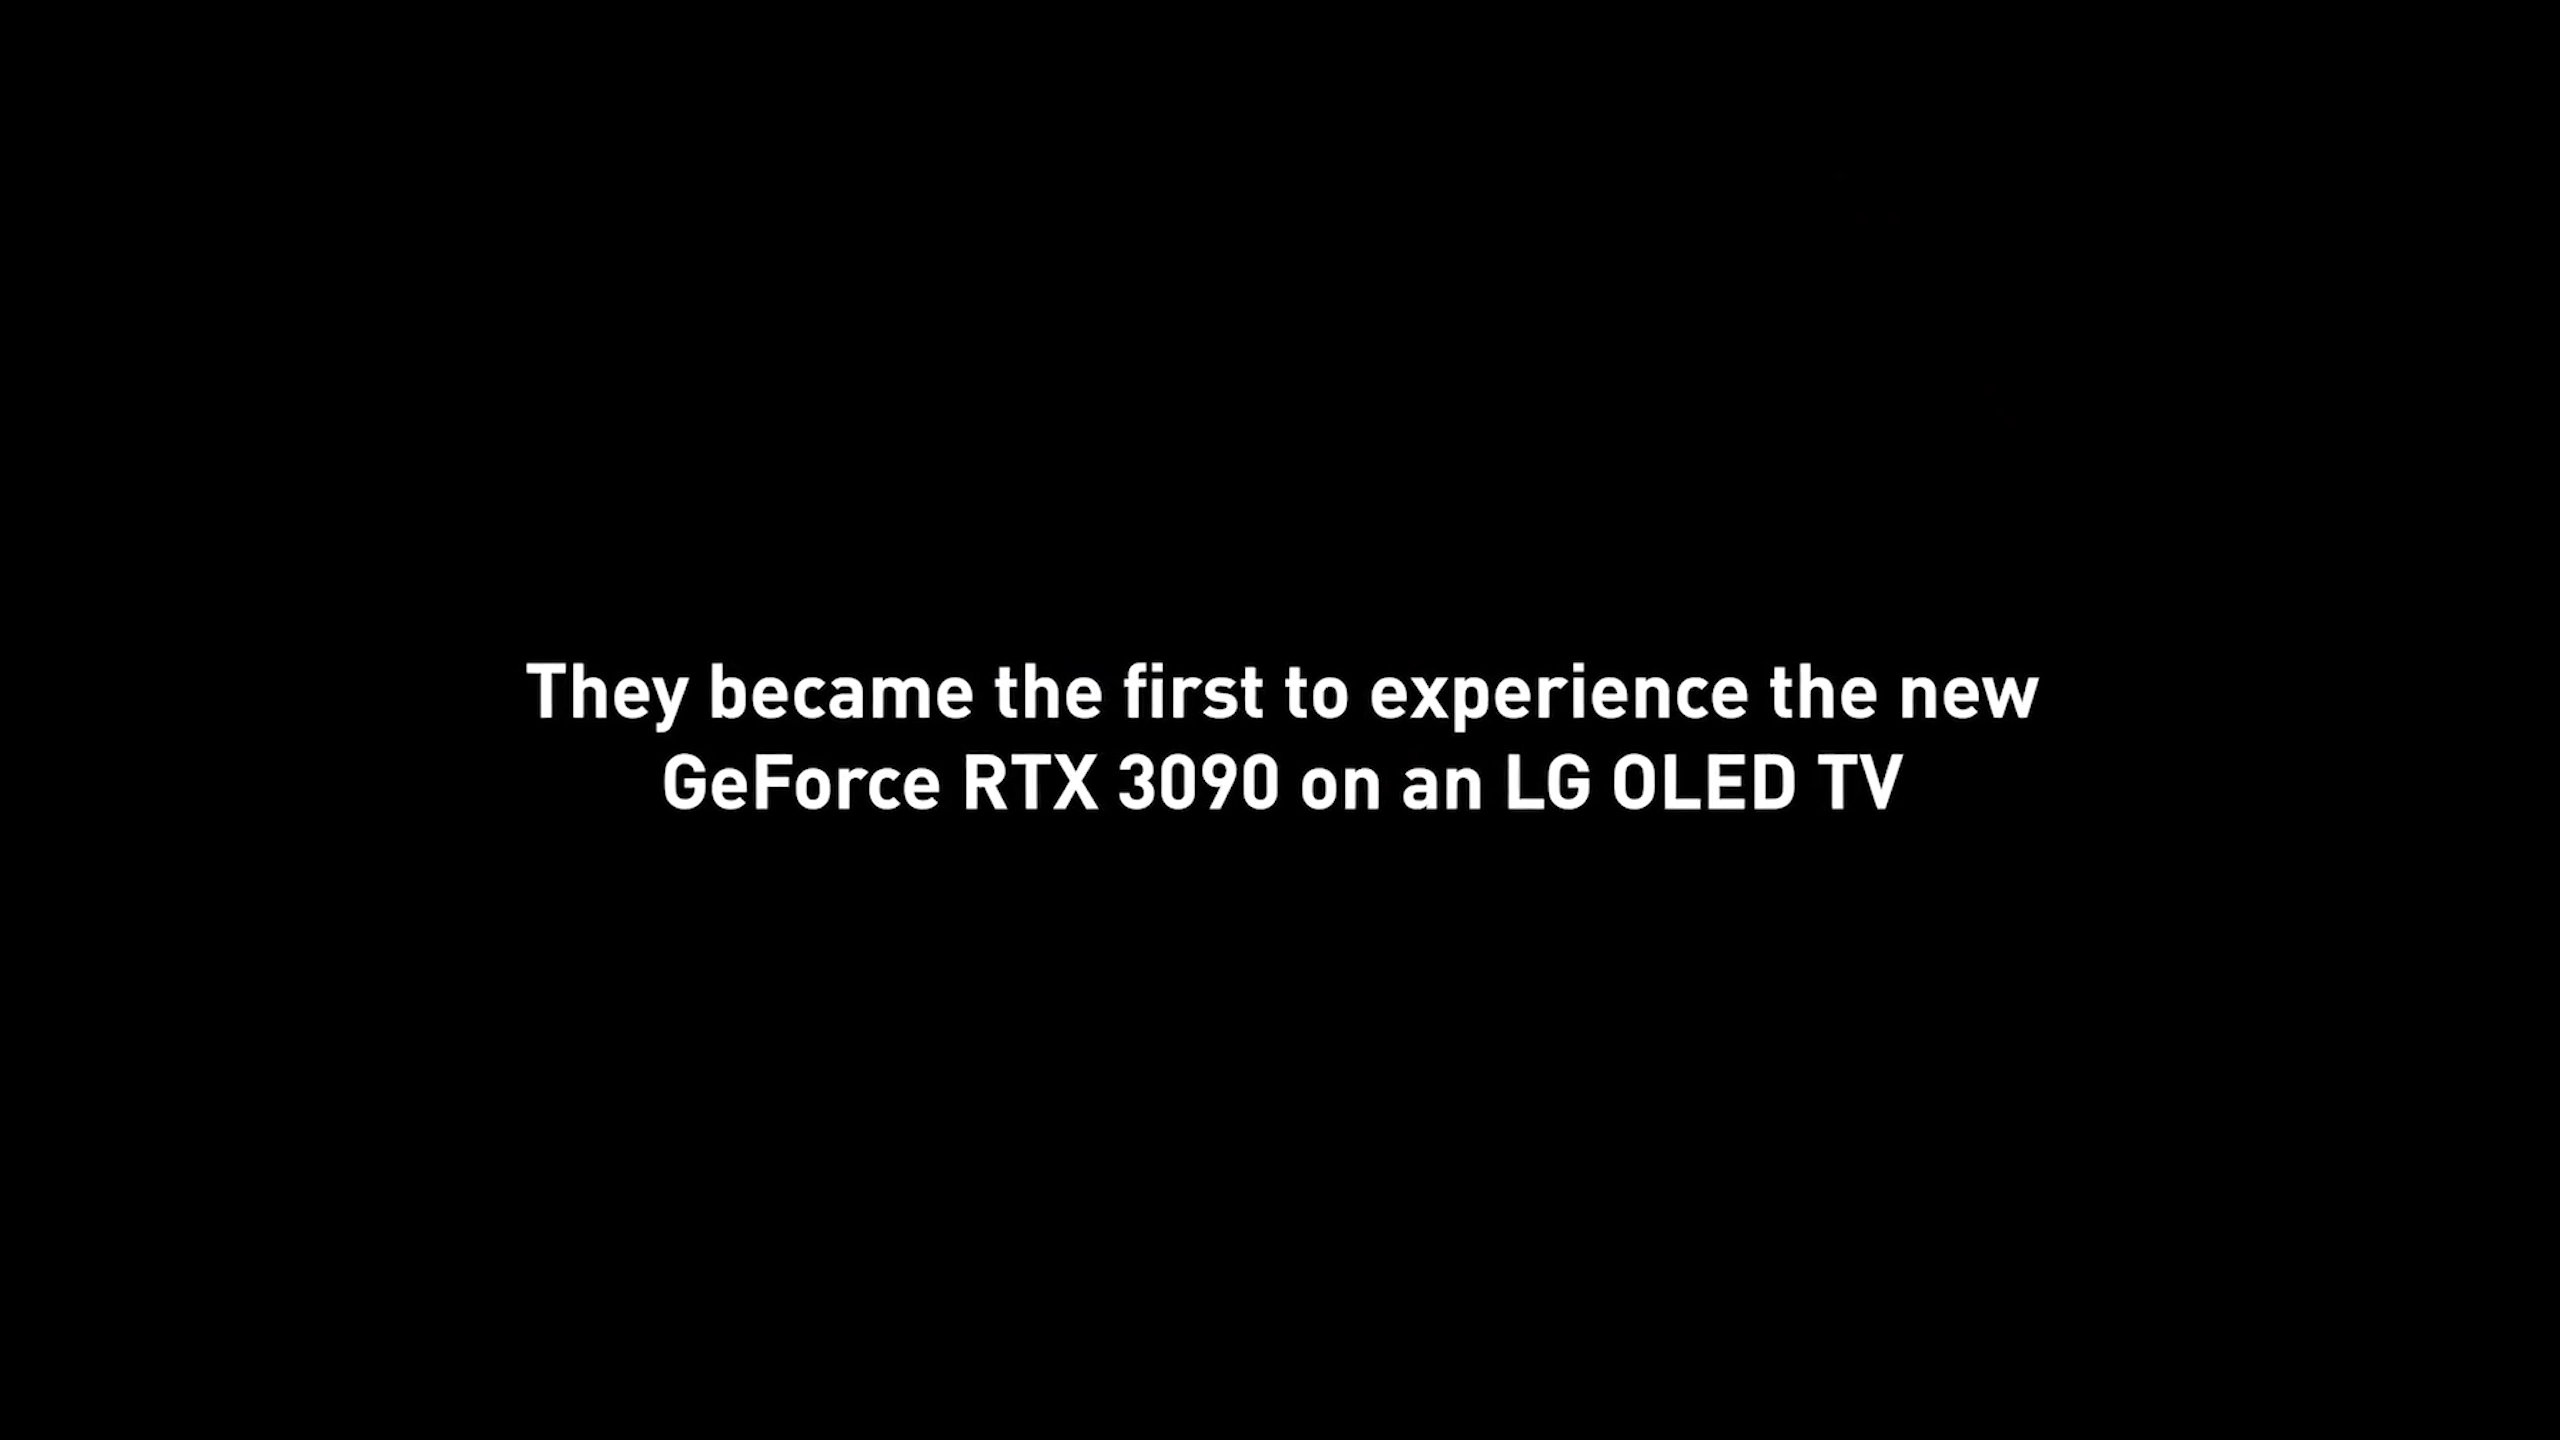 They became the first to experience the new
GeForce RTX 3090 on an LG OLED TV